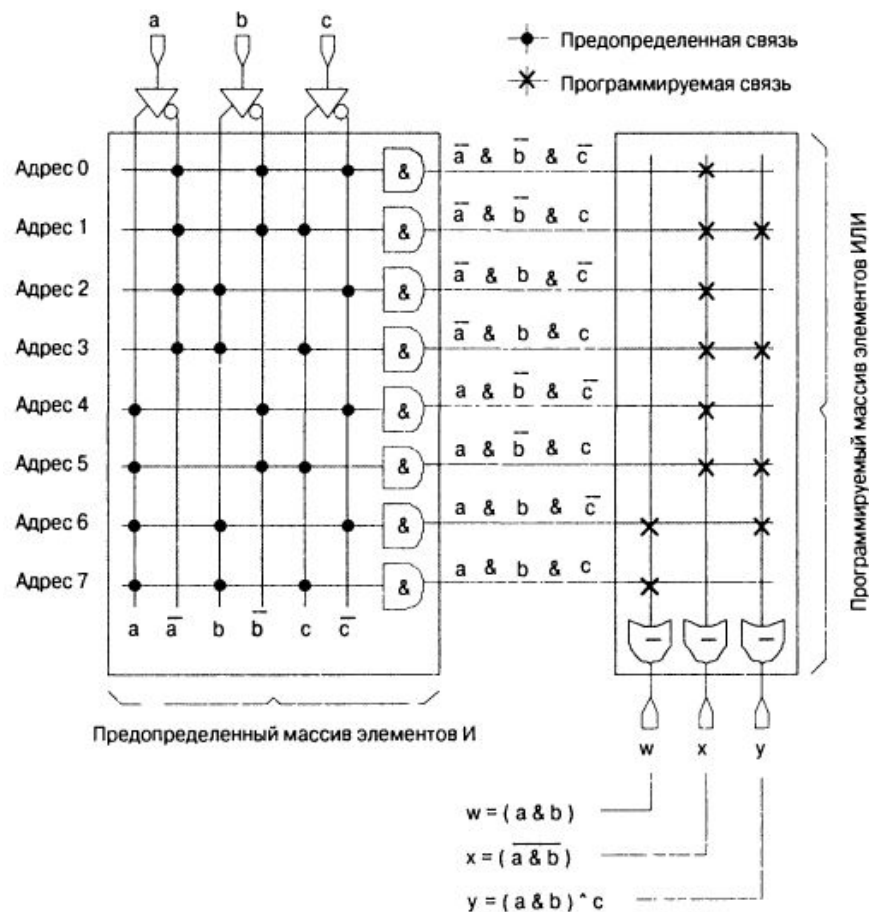 a b c
Предопределенная связь
Программируемая связь
Адрес 0 & a̅ & b̅ & c̅
Адрес 1 & a̅ & b̅ & c
Адрес 2 & a̅ & b & c̅
Адрес 3 & a̅ & b & c
Адрес 4 & a & b̅ & c̅
Адрес 5 & a & b̅ & c
Адрес 6 & a & b & c̅
Адрес 7 & a & b & c
a a̅ b b̅ c c̅
Программируемый массив элементов ИЛИ
Предопределенный массив элементов И
w x y
w = ( a & b )
x = ( a̅ ̅&̅ ̅b̅ )
y = ( a & b ) ^ c